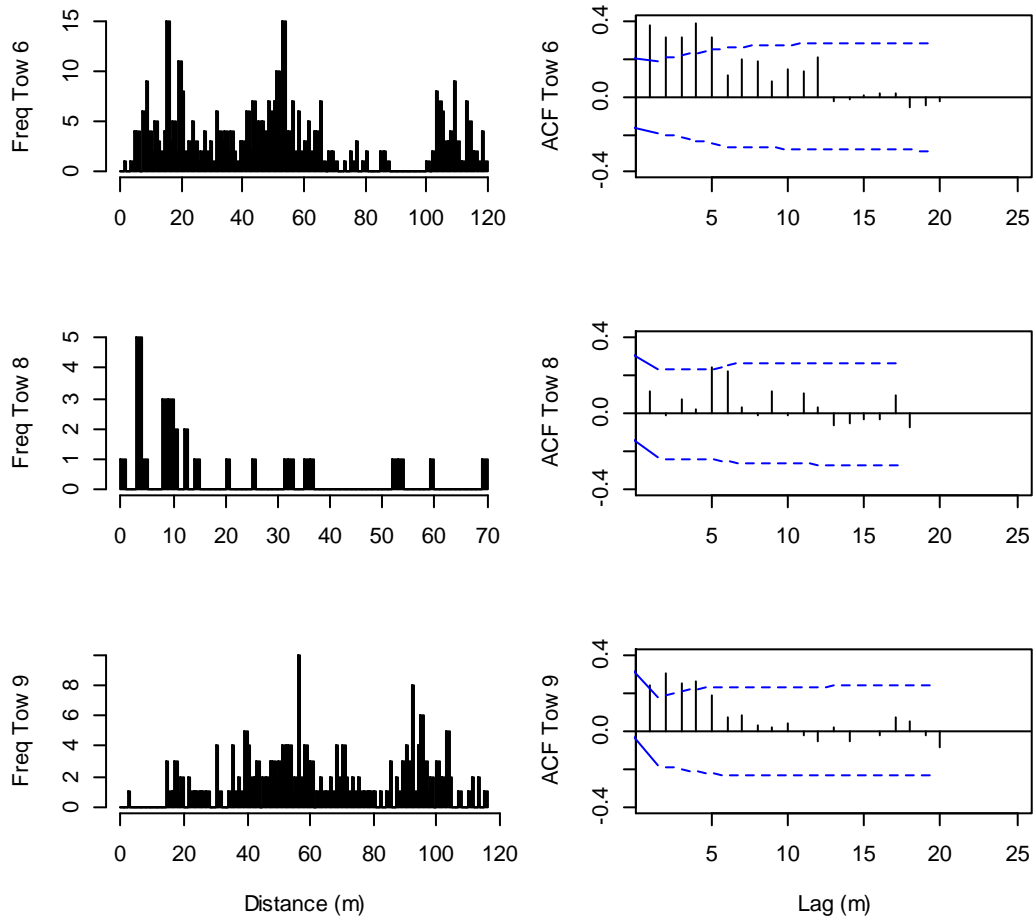 Freq Tow 6
0 5 10 15
0 20 40 60 80 100 120
ACF Tow 6
-0.4 0.0 0.4
5 10 15 20 25
Freq Tow 8
0 1 2 3 4 5
0 10 20 30 40 50 60 70
ACF Tow 8
-0.4 0.0 0.4
5 10 15 20 25
Freq Tow 9
0 2 4 6 8
0 20 40 60 80 100 120
Distance (m)
ACF Tow 9
-0.4 0.0 0.4
5 10 15 20 25
Lag (m)